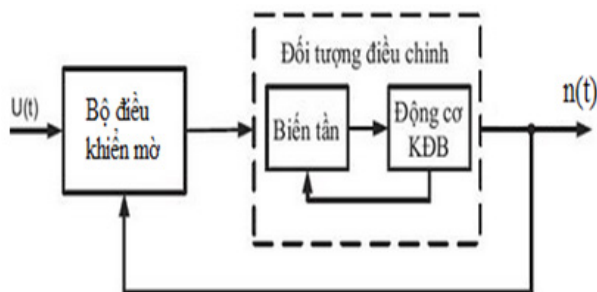 Đối tượng điều chỉnh
U(t)
Bộ điều
khiển mờ
Biến tần
Động cơ
KĐB
n(t)